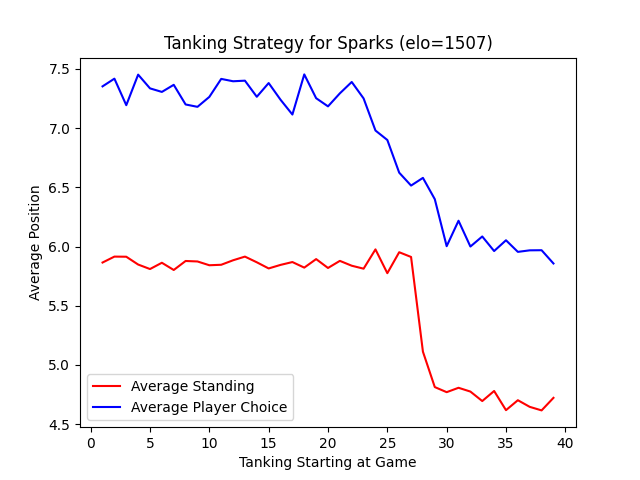 Tanking Strategy for Sparks (elo=1507)
7.5
7.0
6.5
6.0
5.5
5.0
4.5
Average Position
Average Standing
Average Player Choice
0 5 10 15 20 25 30 35 40
Tanking Starting at Game